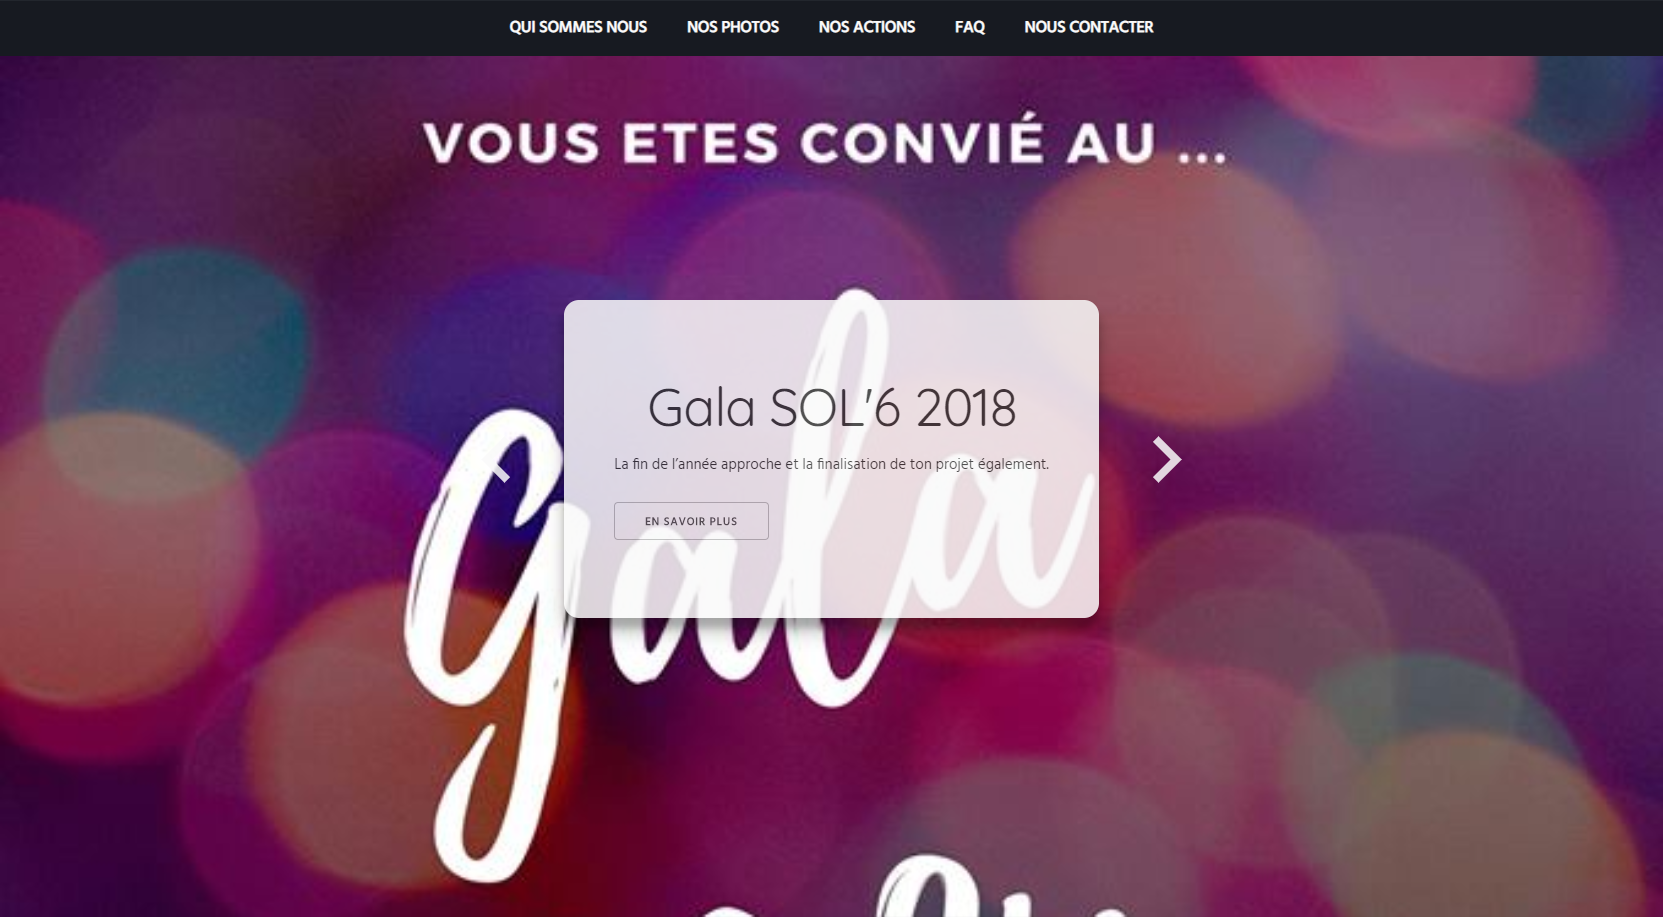 QUI SOMMES NOUS NOS PHOTOS NOS ACTIONS FAQ NOUS CONTACTER
VOUS ETES CONVIÉ AU ...
Gala
Gala SOL'6 2018
La fin de l'année approche et la finalisation de ton projet également.
EN SAVOIR PLUS